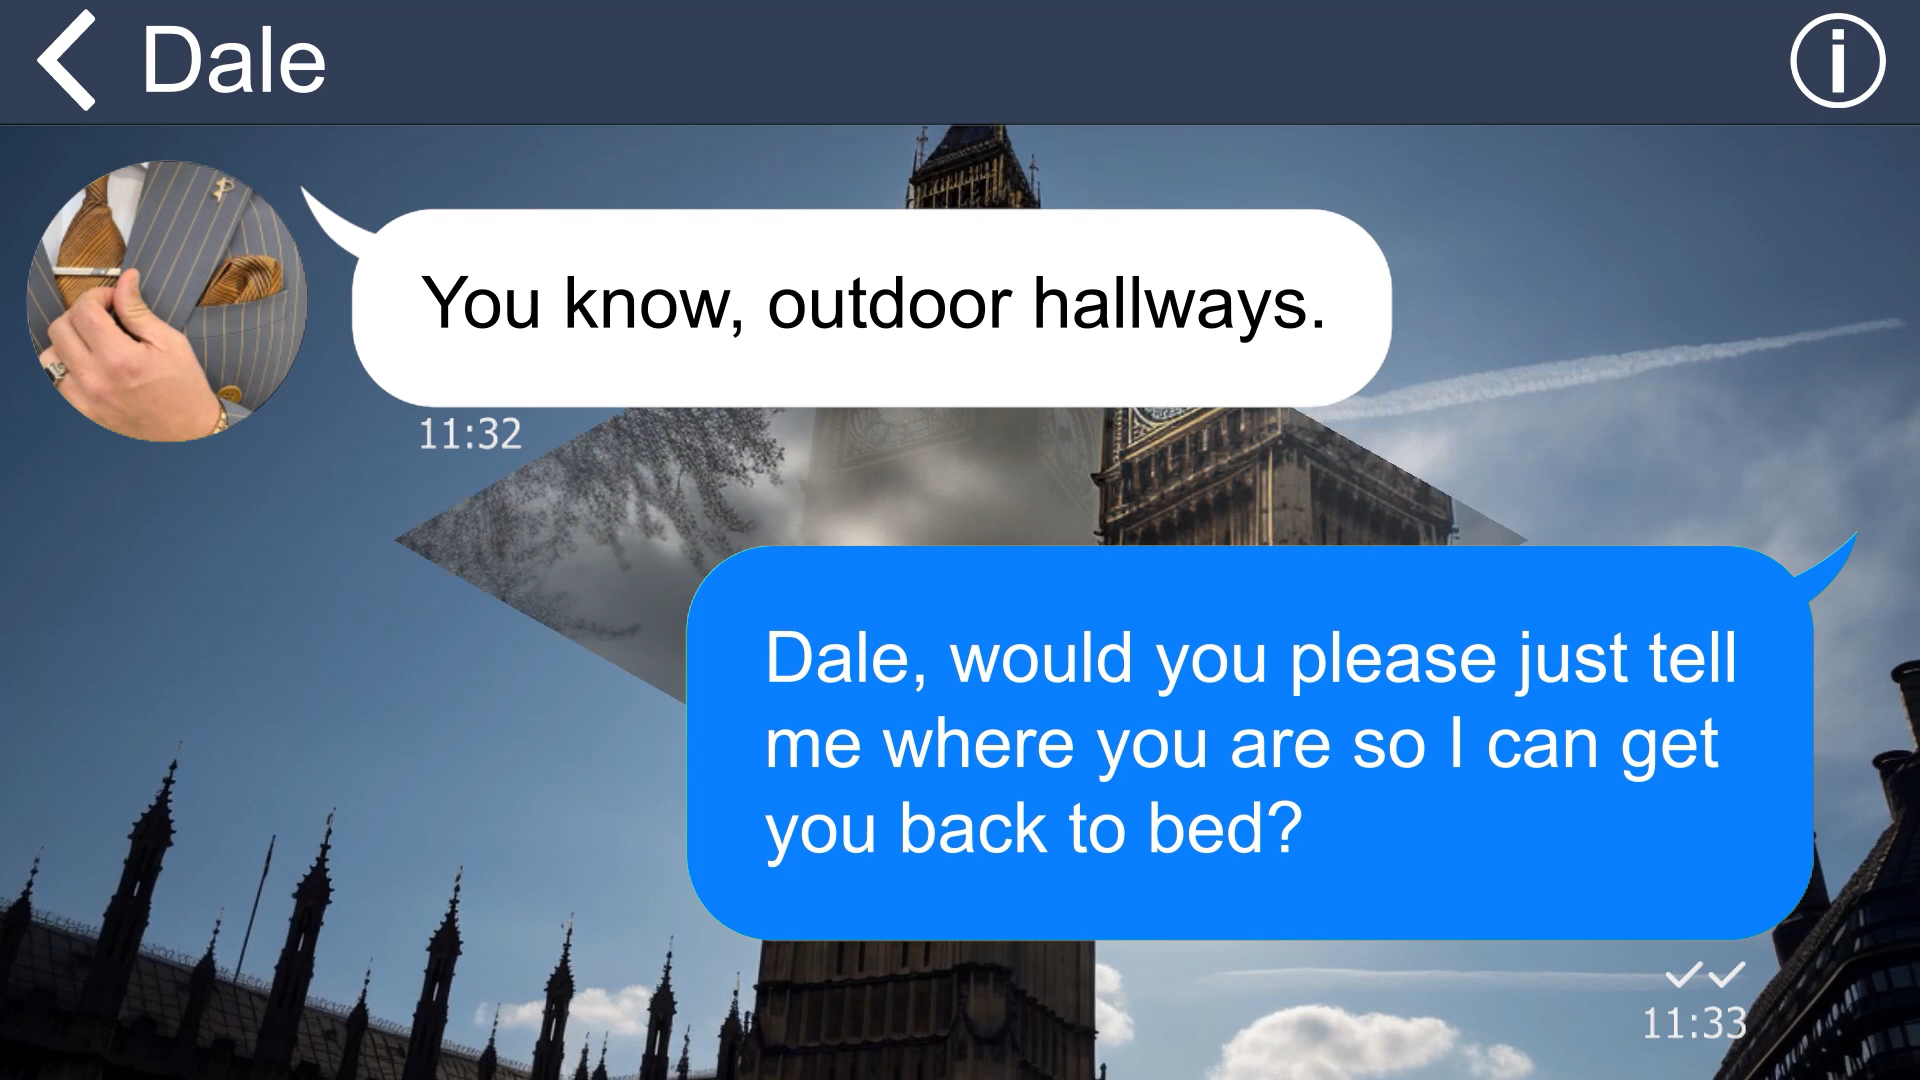 Dale
You know, outdoor hallways.
11:32
Dale, would you please just tell
me where you are so I can get
you back to bed?
11:33